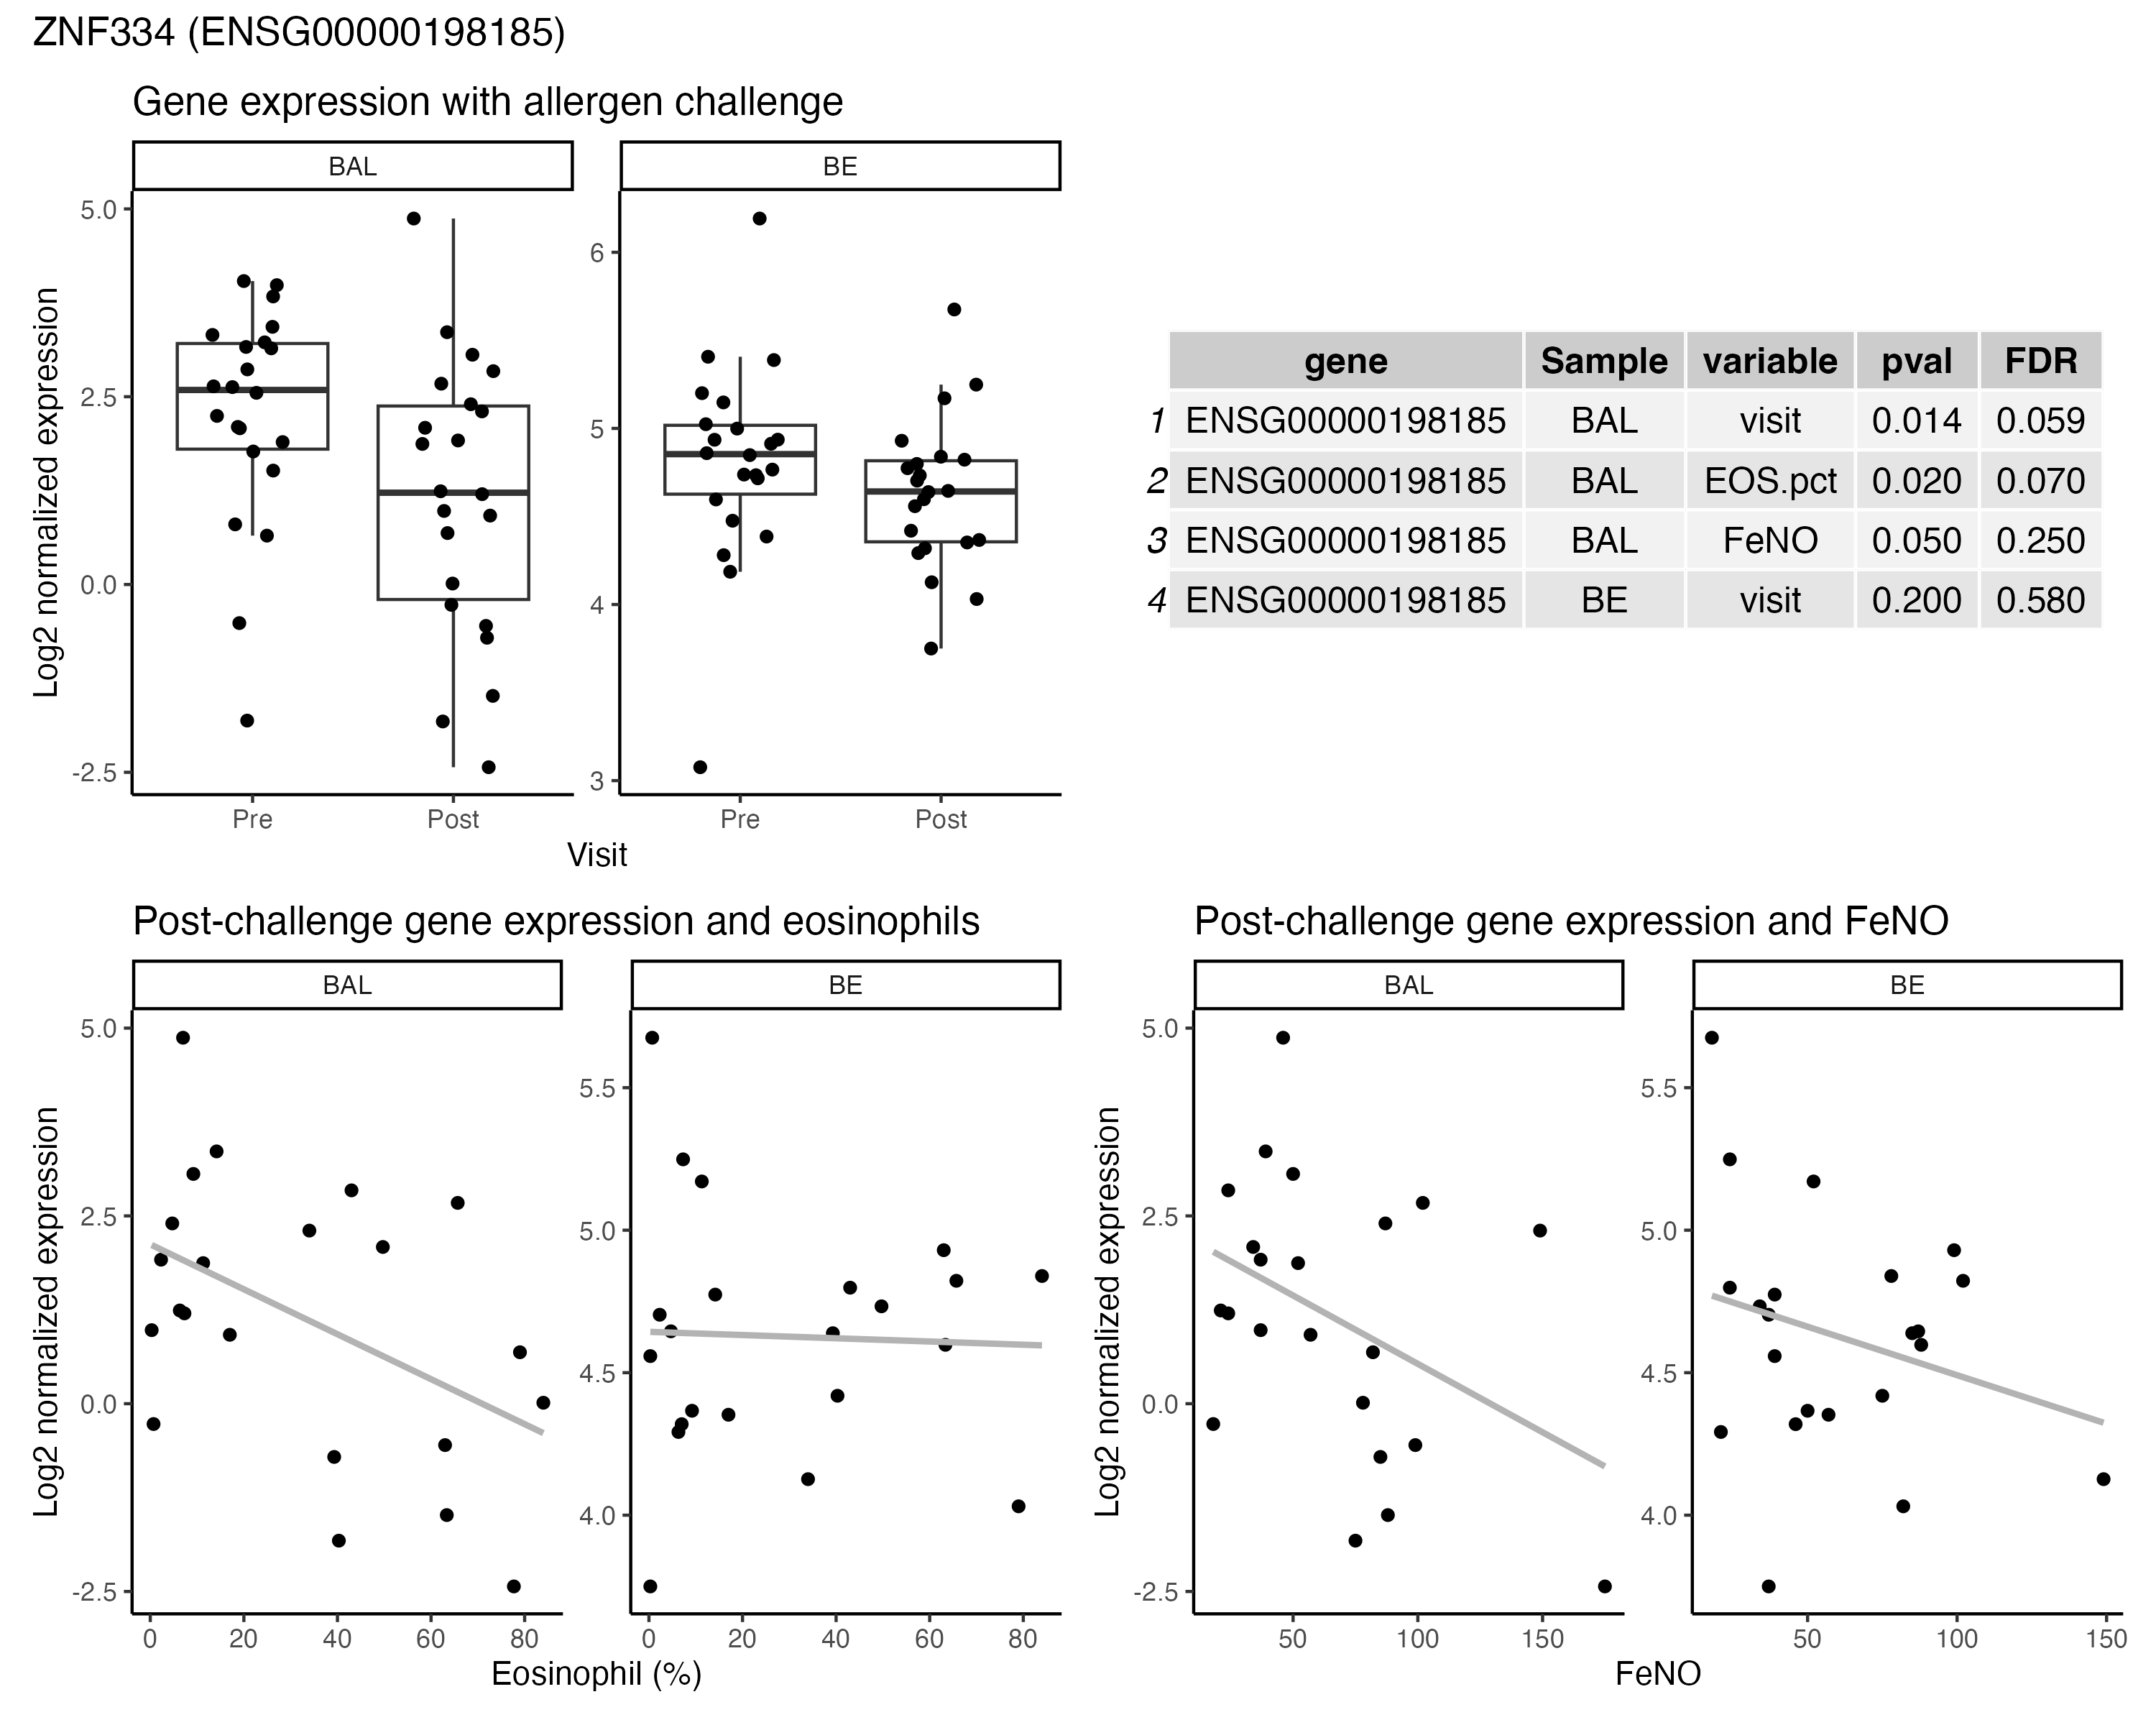 ZNF334 (ENSG00000198185)
Gene expression with allergen challenge
BAL
BE
Log2 normalized expression
5.0
2.5
0.0
-2.5
6
5
4
3
Pre
Post
Pre
Post
Visit
gene Sample variable pval FDR
1 ENSG00000198185 BAL visit 0.014 0.059
2 ENSG00000198185 BAL EOS.pct 0.020 0.070
3 ENSG00000198185 BAL FeNO 0.050 0.250
4 ENSG00000198185 BE visit 0.200 0.580
Post-challenge gene expression and eosinophils
BAL
BE
Log2 normalized expression
5.0
2.5
0.0
-2.5
5.5
5.0
4.5
4.0
0 20 40 60 80
0 20 40 60 80
Eosinophil (%)
Post-challenge gene expression and FeNO
BAL
BE
Log2 normalized expression
5.0
2.5
0.0
-2.5
5.5
5.0
4.5
4.0
50 100 150
50 100 150
FeNO